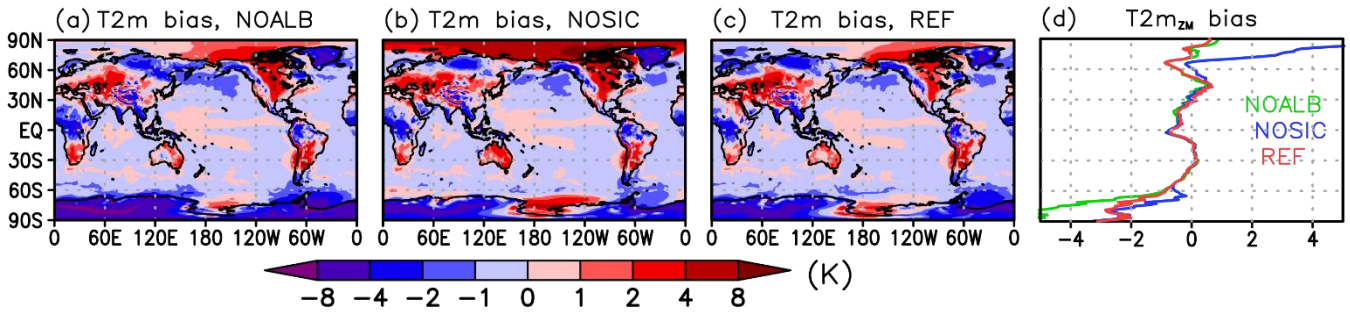 (a) T2m bias, NOALB
(b) T2m bias, NOSIC
(c) T2m bias, REF
(d) T2mZM bias
90N
60N
30N
EQ
30S
60S
90S
0 60E 120E 180 120W 60W 0
0 60E 120E 180 120W 60W 0
0 60E 120E 180 120W 60W 0
NOALB
NOSIC
REF
−4 −2 0 2 4
(K)
−8 −4 −2 −1 0 1 2 4 8